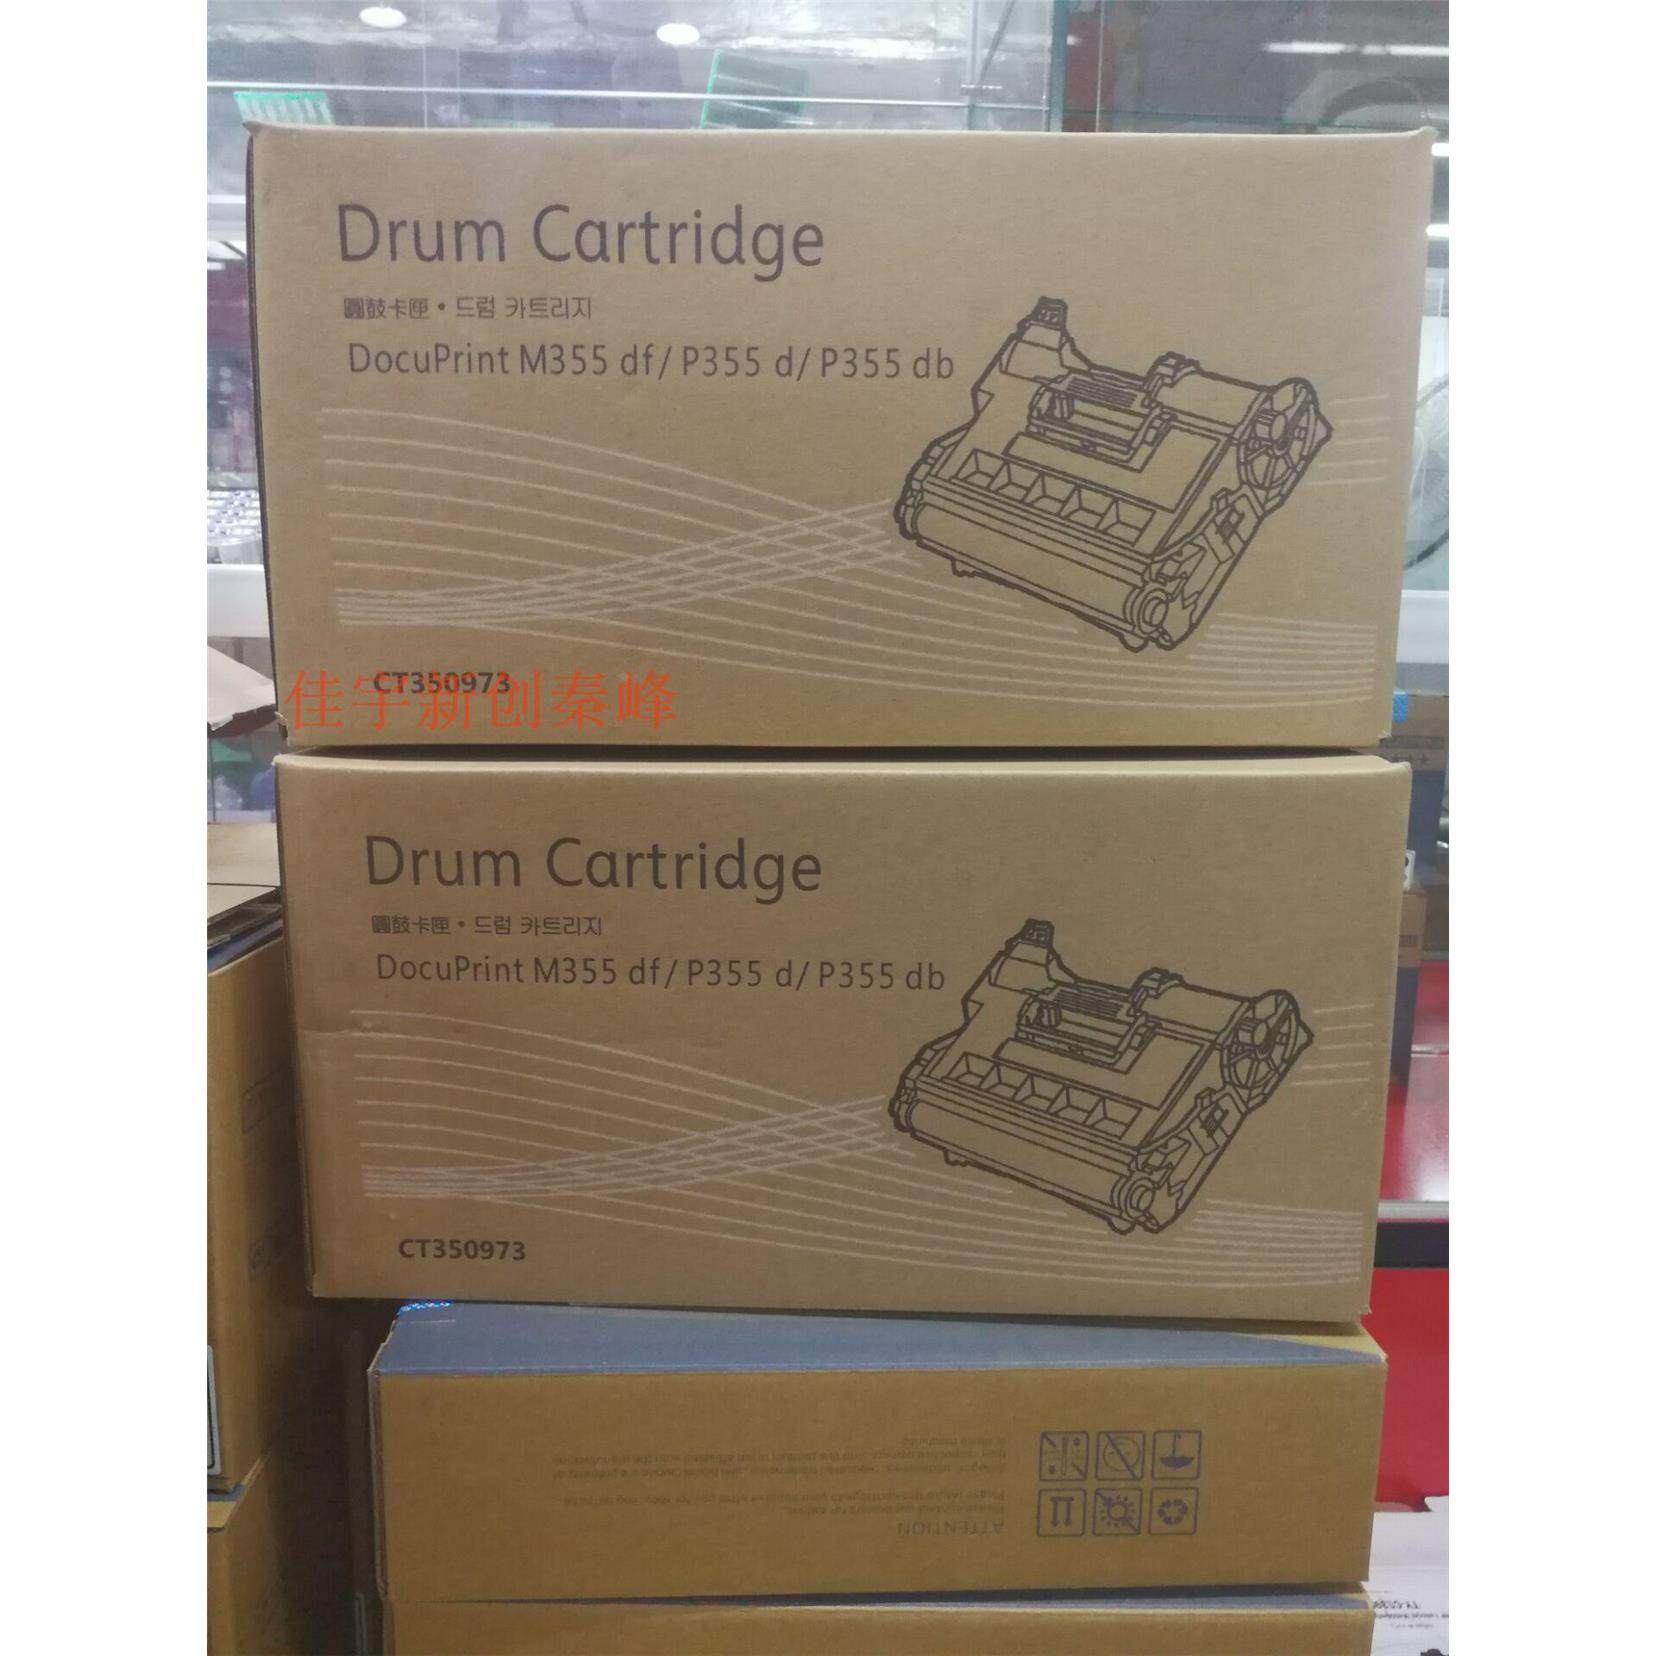 Drum Cartridge
圓鼓卡匣 • 드럼 카트리지
DocuPrint M355 df/ P355 d/ P355 db
CT350973
佳宇新创秦峰
Drum Cartridge
圓鼓卡匣 • 드럼 카트리지
DocuPrint M355 df/ P355 d/ P355 db
CT350973
ATTENTION